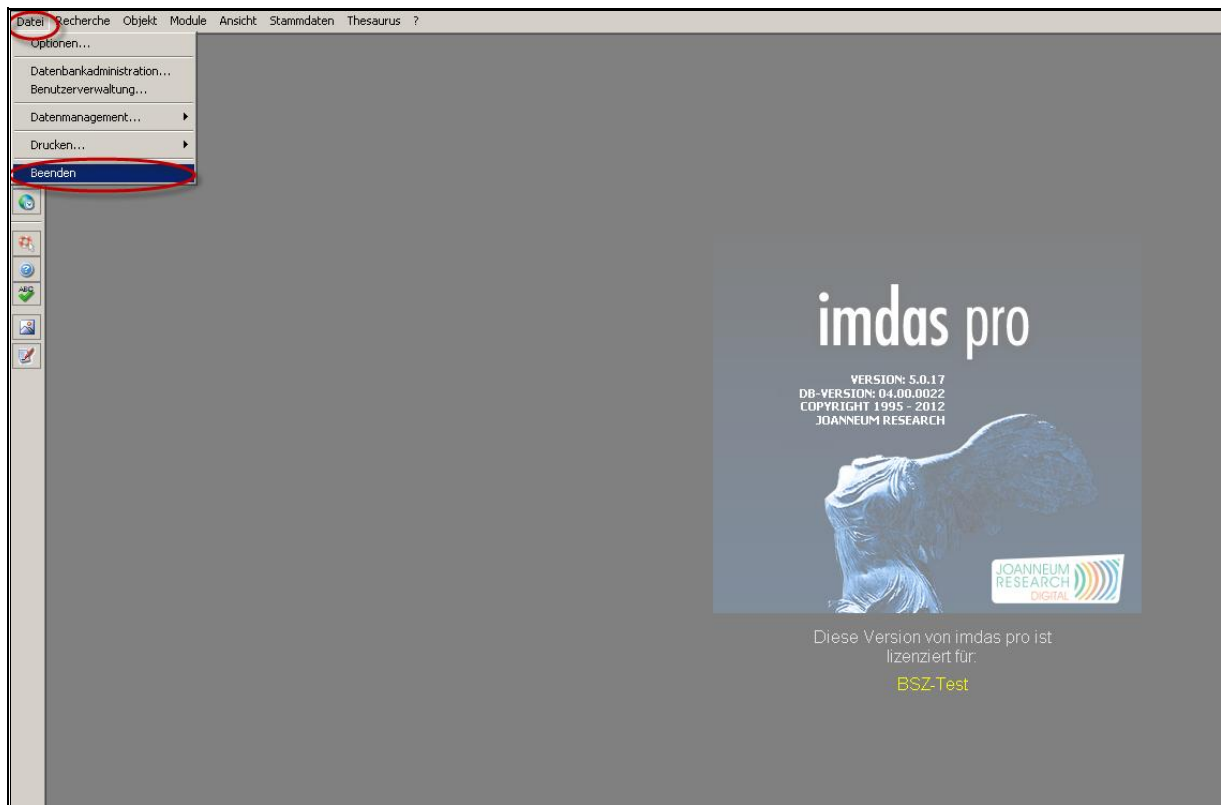 Datei Recherche Objekt Module Ansicht Stammdaten Thesaurus ?
Optionen...
Datenbankadministration...
Benutzerverwaltung...
Datenmanagement...
Drucken...
Beenden
ABC
imdas pro
VERSION: 5.0.17
DB-VERSION: 04.00.0022
COPYRIGHT 1995 - 2012
JOANNEUM RESEARCH
JOANNEUM
RESEARCH
DIGITAL
Diese Version von imdas pro ist
lizenziert für:
BSZ-Test